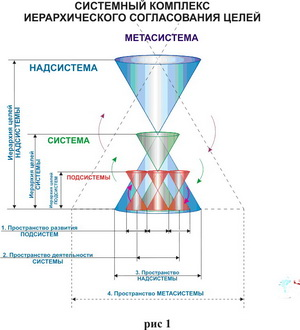 СИСТЕМНЫЙ КОМПЛЕКС
ИЕРАРХИЧЕСКОГО СОГЛАСОВАНИЯ ЦЕЛЕЙ
МЕТАСИСТЕМА
НАДСИСТЕМА
Иерархия целей
НАДСИСТЕМЫ
СИСТЕМА
Иерархия целей
СИСТЕМЫ
ПОДСИСТЕМЫ
Иерархия целей
ПОДСИСТЕМ
1. Пространство развития
ПОДСИСТЕМ
2. Пространство деятельности
СИСТЕМЫ
3. Пространство
НАДСИСТЕМЫ
4. Пространство МЕТАСИСТЕМЫ
рис 1